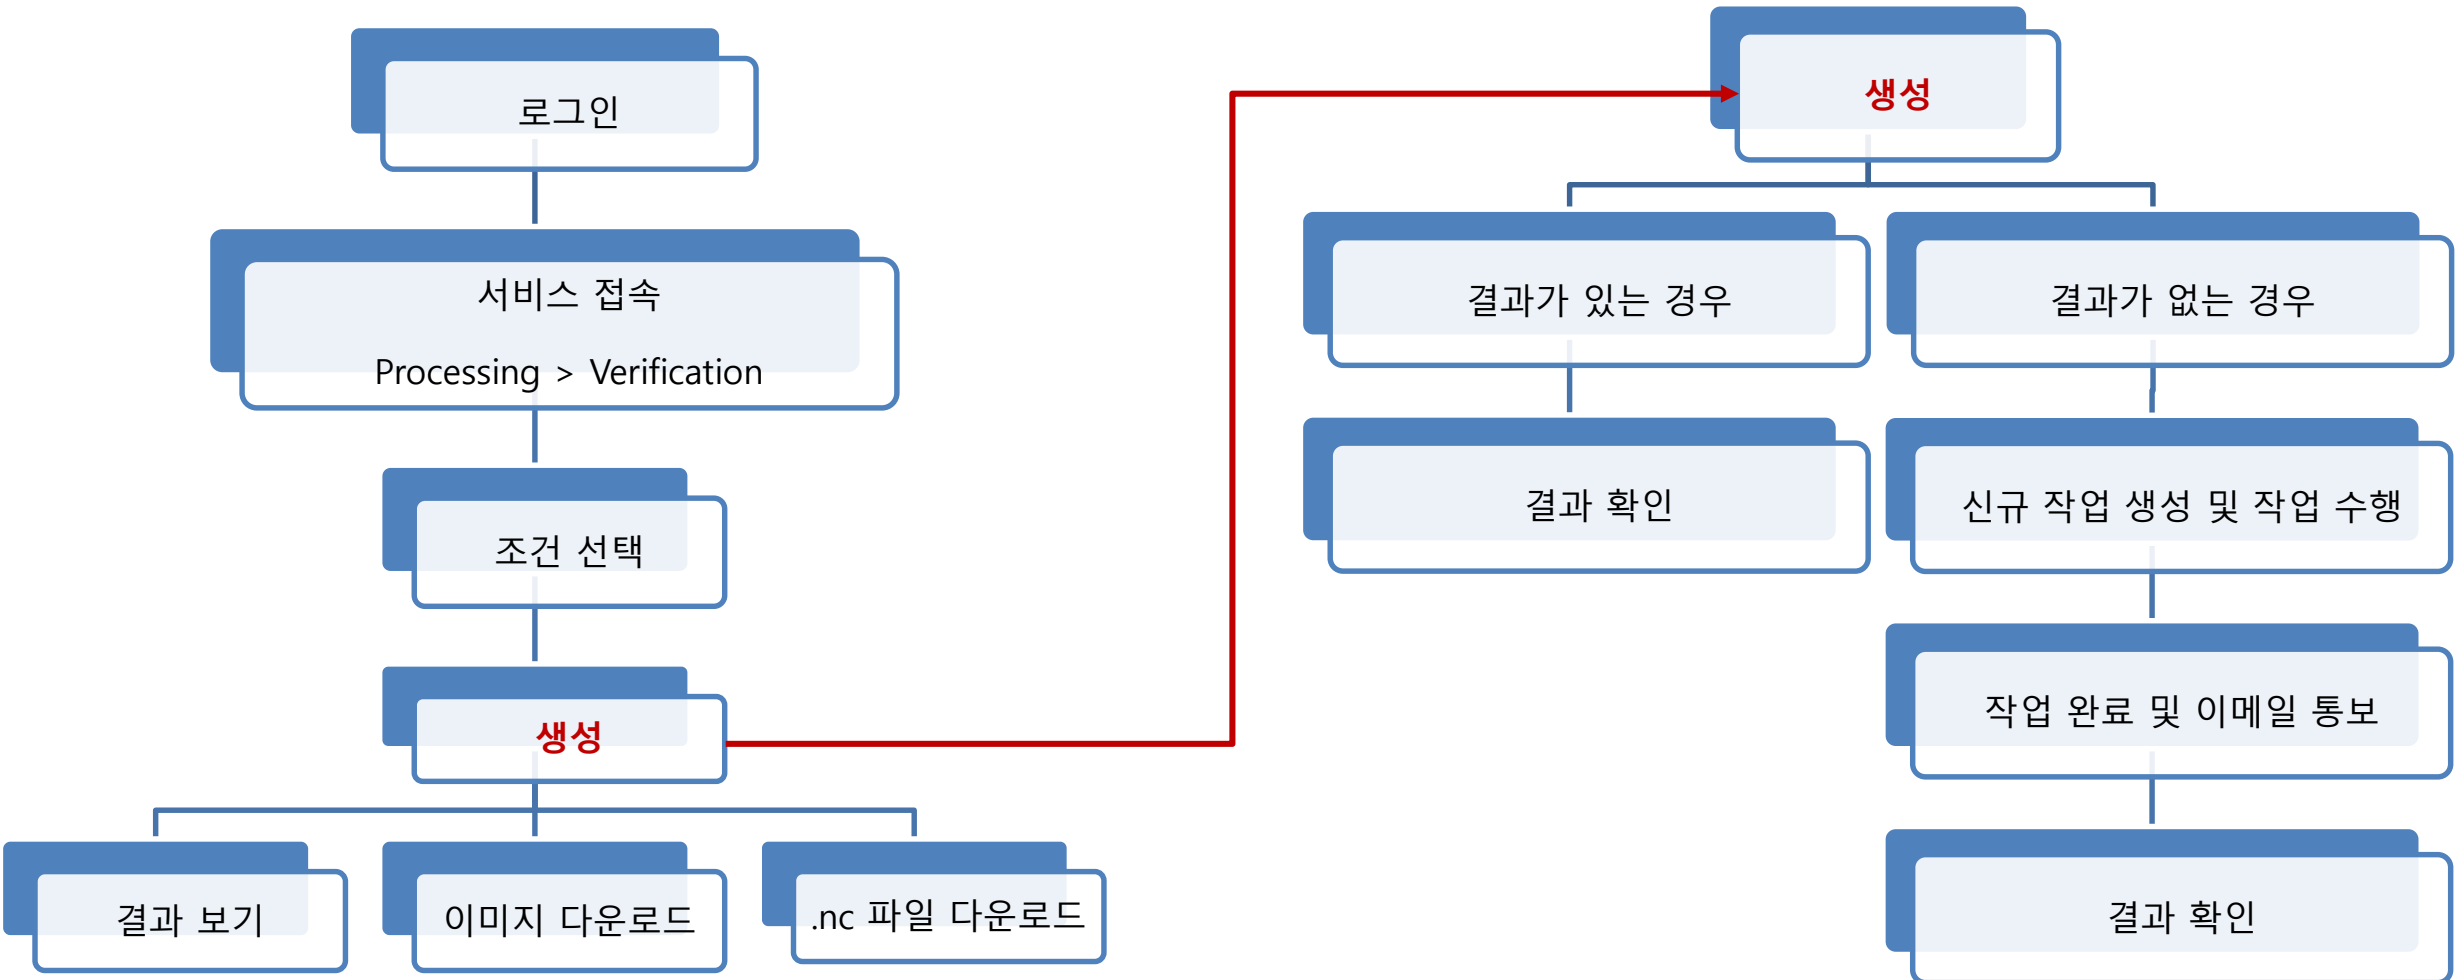 로그인
서비스 접속
Processing > Verification
조건 선택
생성
결과 보기
이미지 다운로드
.nc 파일 다운로드
생성
결과가 있는 경우
결과가 없는 경우
결과 확인
신규 작업 생성 및 작업 수행
작업 완료 및 이메일 통보
결과 확인